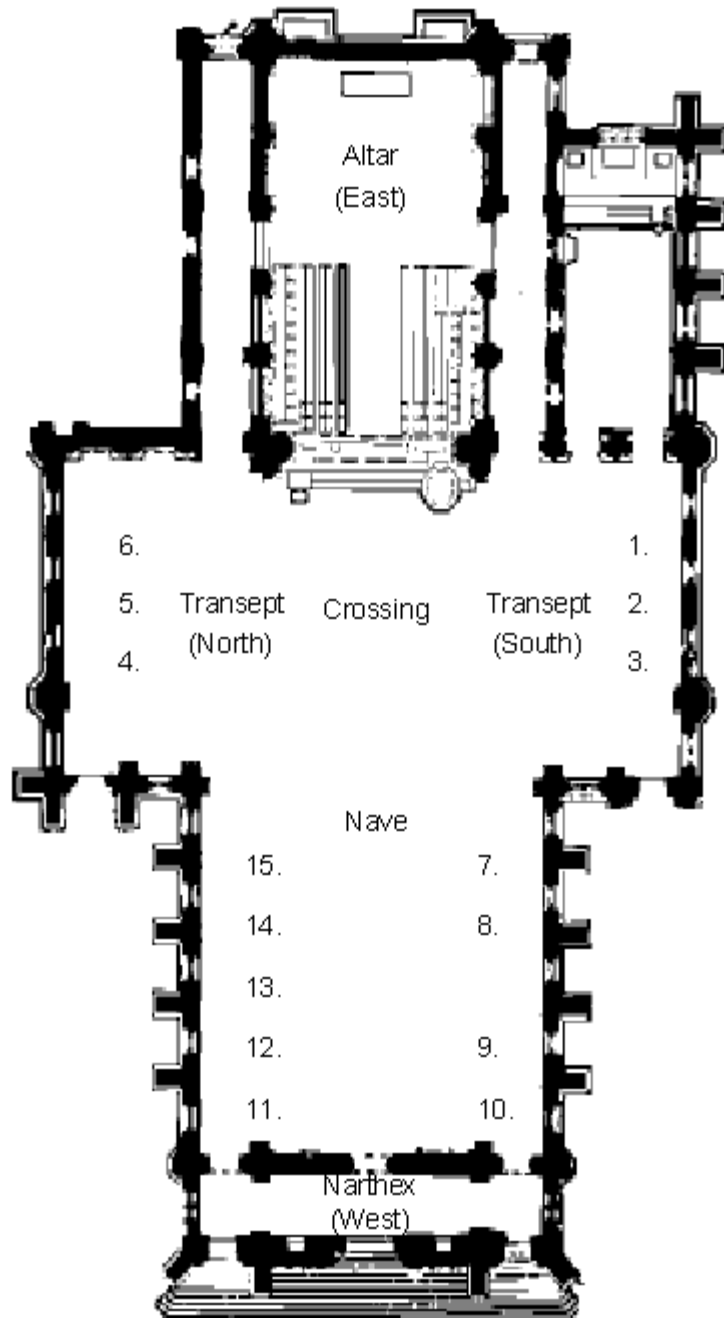 Altar
(East)
6. 1.
5. Transept Crossing Transept 2.
(North) (South)
4. 3.
Nave
15. 7.
14. 8.
13.
12. 9.
11. 10.
Narthex
(West)